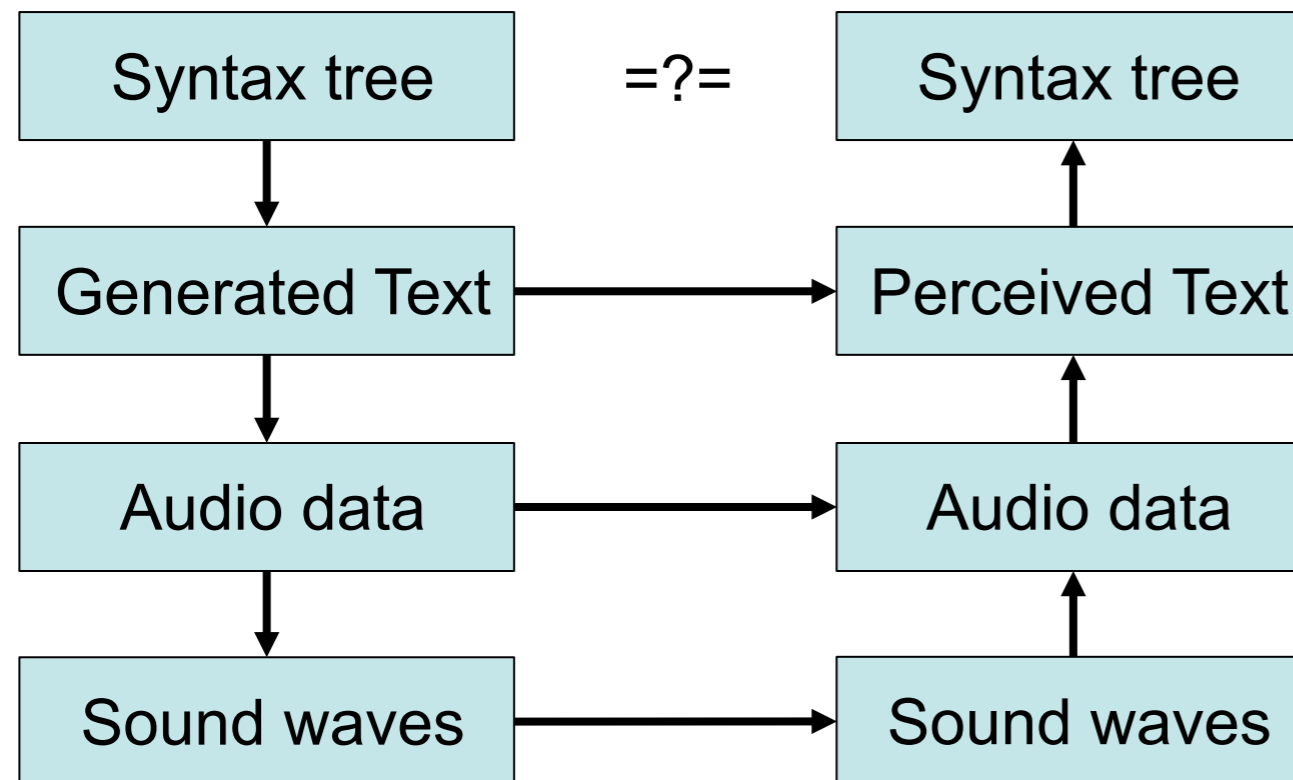 Syntax tree =?= Syntax tree
Generated Text Perceived Text
Audio data Audio data
Sound waves Sound waves